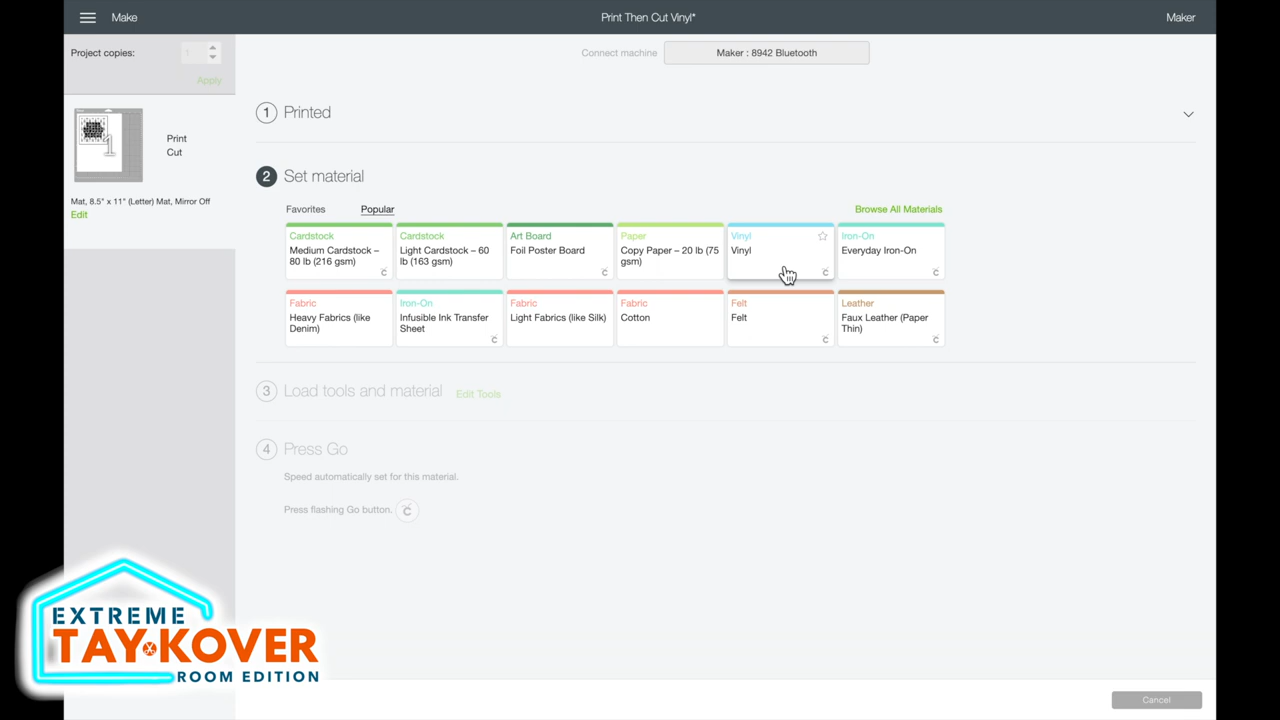 Make
Print Then Cut Vinyl*
Maker
Project copies:
1
Apply
Connect machine
Maker : 8942 Bluetooth
Print
Cut
Mat, 8.5" x 11" (Letter) Mat, Mirror Off
Edit
1 Printed
2 Set material
Favorites
Popular
Browse All Materials
Cardstock
Medium Cardstock –
80 lb (216 gsm)
Cardstock
Light Cardstock – 60
lb (163 gsm)
Art Board
Foil Poster Board
Paper
Copy Paper – 20 lb (75
gsm)
Vinyl
Vinyl
Iron-On
Everyday Iron-On
Fabric
Heavy Fabrics (like
Denim)
Iron-On
Infusible Ink Transfer
Sheet
Fabric
Light Fabrics (like Silk)
Fabric
Cotton
Felt
Felt
Leather
Faux Leather (Paper
Thin)
3 Load tools and material
Edit Tools
4 Press Go
Speed automatically set for this material.
Press flashing Go button.
Cancel
EXTREME
TAY-KOVER
ROOM EDITION